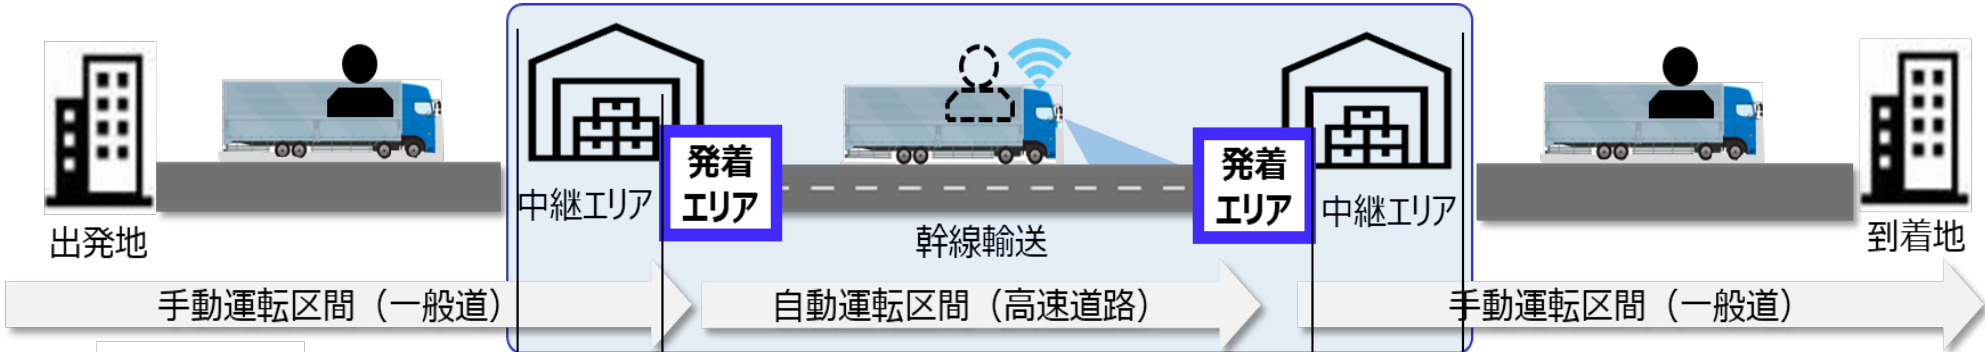 発着
エリア
発着
エリア
中継エリア
中継エリア
出発地
幹線輸送
到着地
手動運転区間（一般道）
自動運転区間（高速道路）
手動運転区間（一般道）